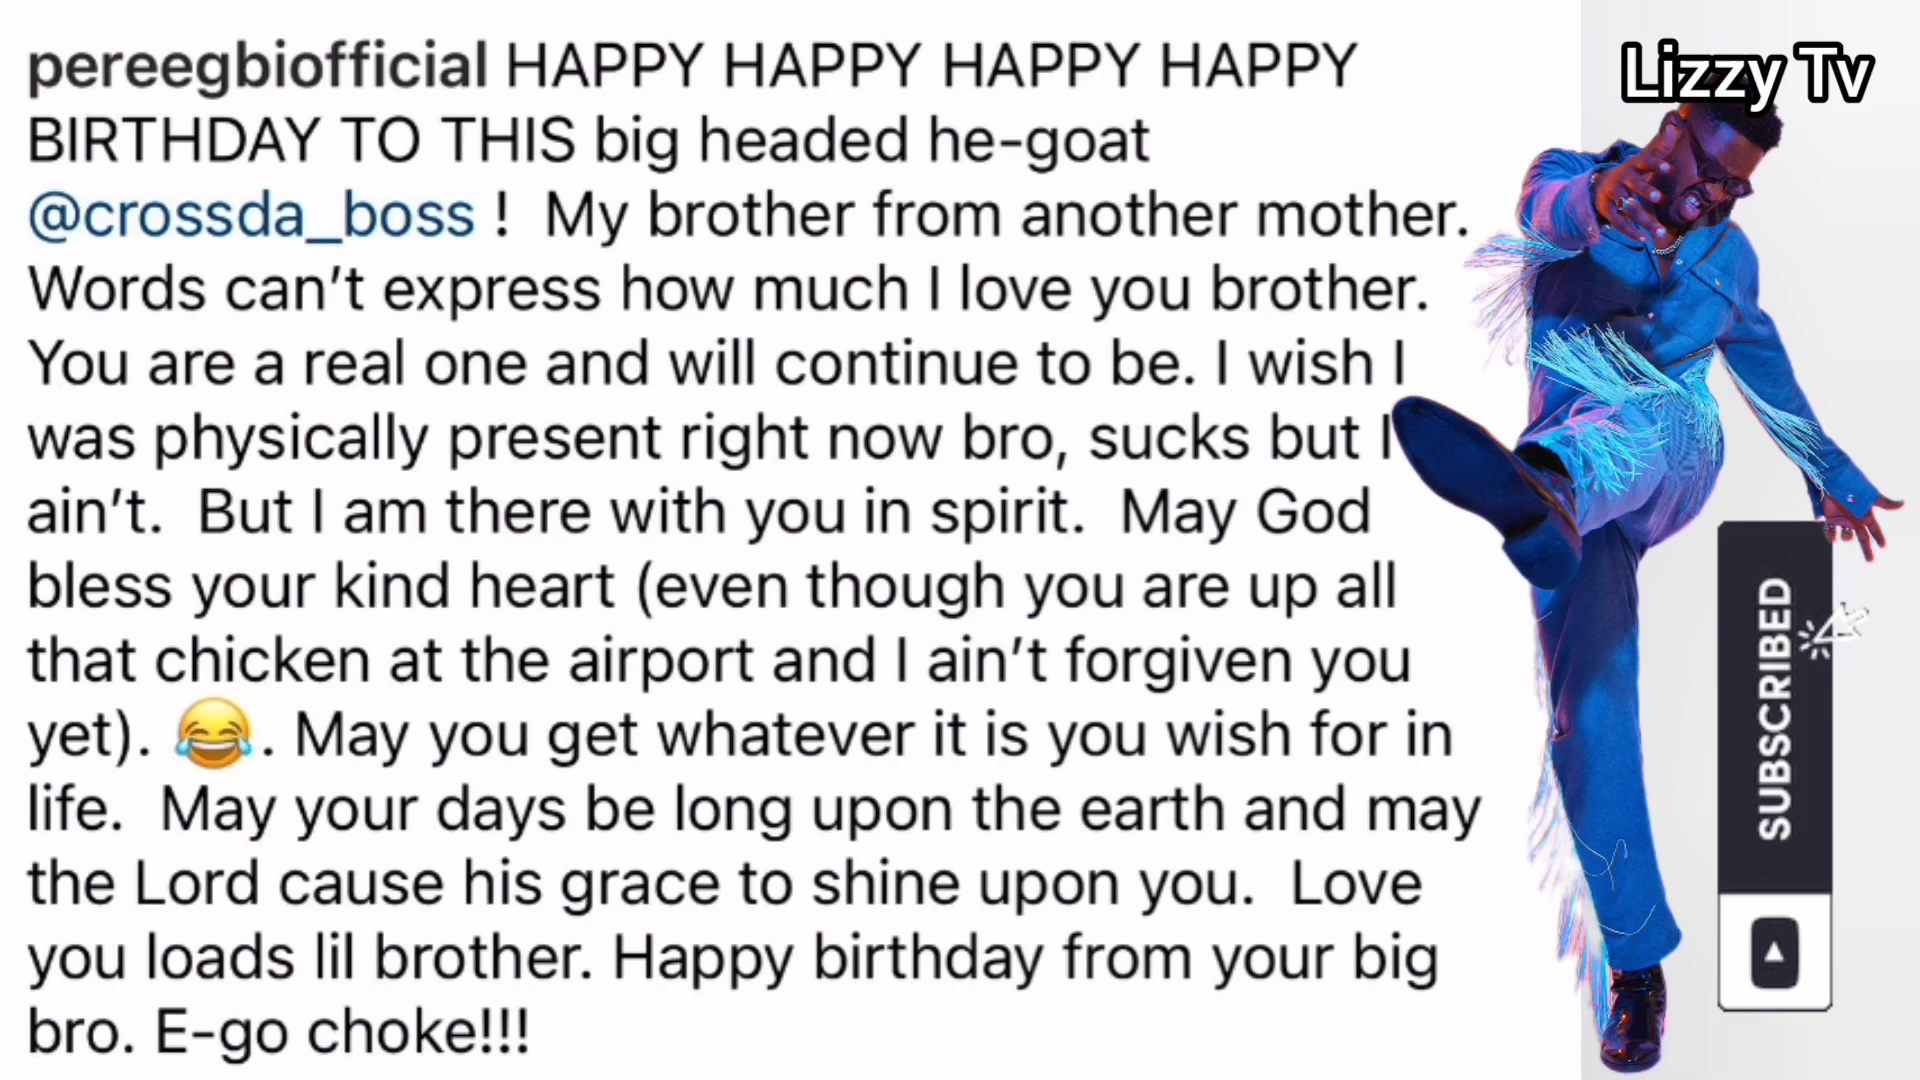 pereegbiofficial HAPPY HAPPY HAPPY HAPPY
BIRTHDAY TO THIS big headed he-goat
@crossda_boss !  My brother from another mother.
Words can’t express how much I love you brother.
You are a real one and will continue to be. I wish I
was physically present right now bro, sucks but I
ain’t.  But I am there with you in spirit.  May God
bless your kind heart (even though you are up all
that chicken at the airport and I ain’t forgiven you
yet). 😂. May you get whatever it is you wish for in
life.  May your days be long upon the earth and may
the Lord cause his grace to shine upon you.  Love
you loads lil brother. Happy birthday from your big
bro. E-go choke!!!
Lizzy Tv
SUBSCRIBED